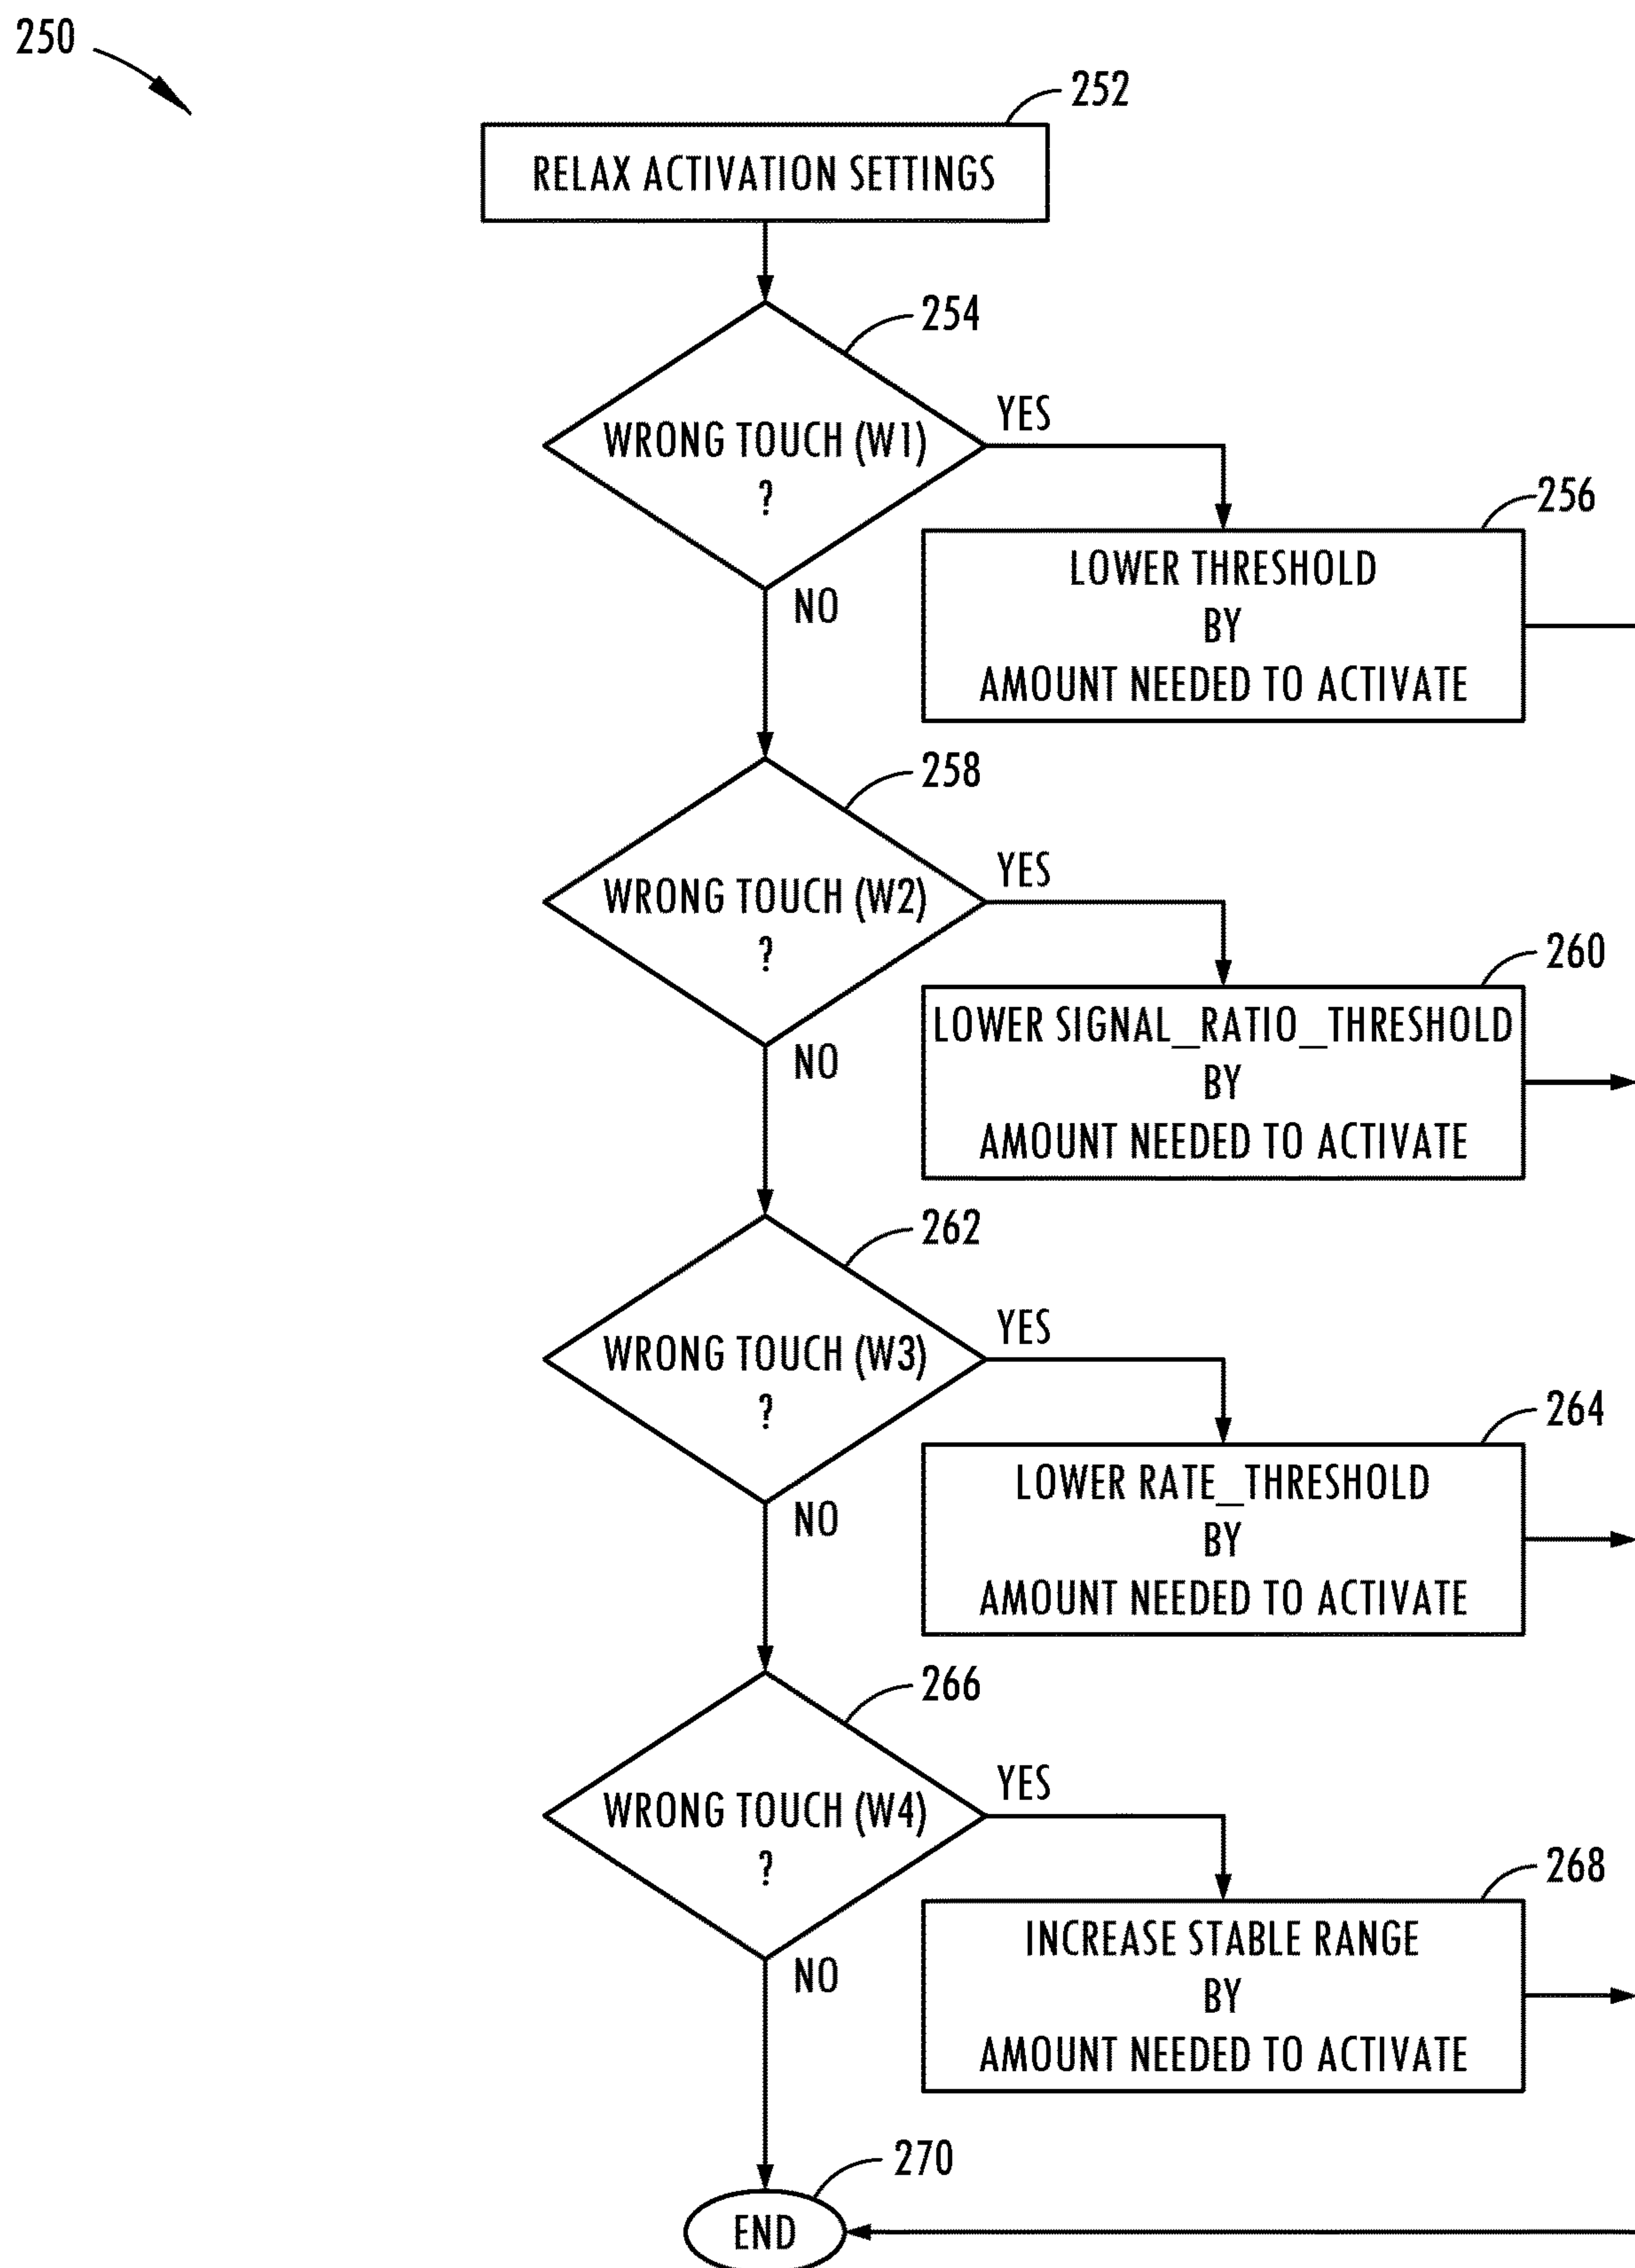 250
252
RELAX ACTIVATION SETTINGS
254
WRONG TOUCH (W1)
?
YES
NO
256
LOWER THRESHOLD
BY
AMOUNT NEEDED TO ACTIVATE
258
WRONG TOUCH (W2)
?
YES
NO
260
LOWER SIGNAL_RATIO_THRESHOLD
BY
AMOUNT NEEDED TO ACTIVATE
262
WRONG TOUCH (W3)
?
YES
NO
264
LOWER RATE_THRESHOLD
BY
AMOUNT NEEDED TO ACTIVATE
266
WRONG TOUCH (W4)
?
YES
NO
268
INCREASE STABLE RANGE
BY
AMOUNT NEEDED TO ACTIVATE
270
END